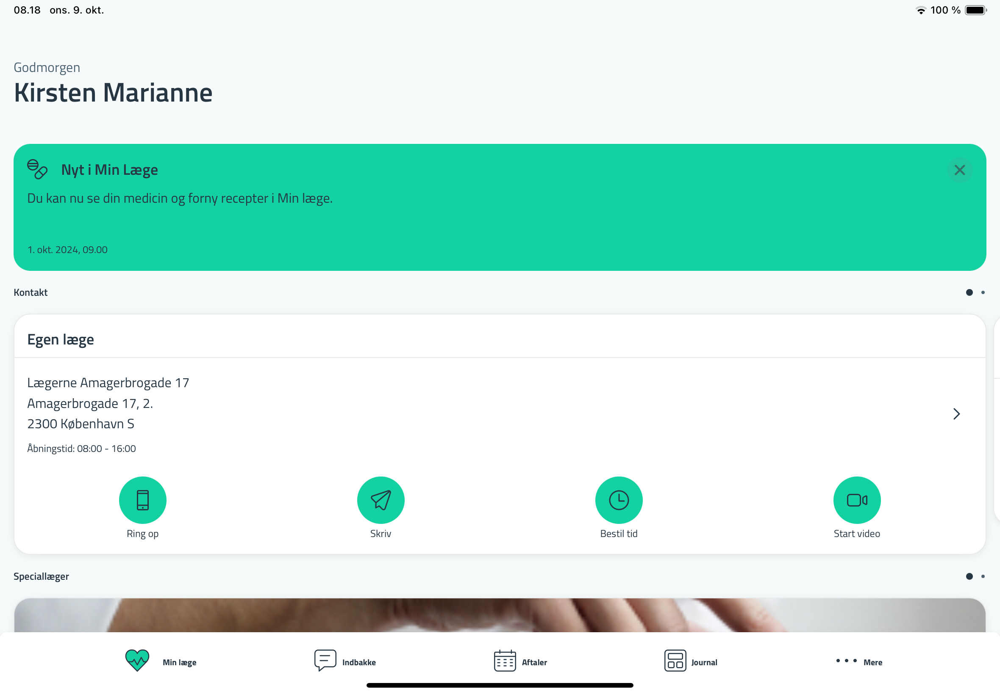 08.18 ons. 9. okt.
100 %
Godmorgen
Kirsten Marianne
Nyt i Min Læge
Du kan nu se din medicin og forny recepter i Min læge.
1. okt. 2024, 09.00
Kontakt
Egen læge
Lægerne Amagerbrogade 17
Amagerbrogade 17, 2.
2300 København S
Åbningstid: 08:00 - 16:00
Ring op
Skriv
Bestil tid
Start video
Speciallæger
Min læge
Indbakke
Aftaler
Journal
Mere